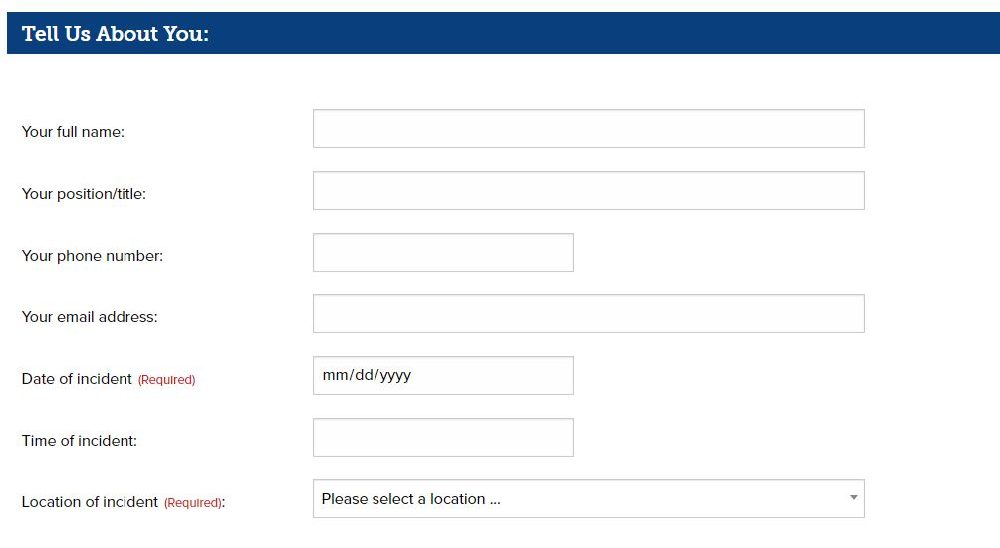 Tell Us About You:
Your full name:
Your position/title:
Your phone number:
Your email address:
Date of incident (Required)
mm/dd/yyyy
Time of incident:
Location of incident (Required):
Please select a location ...